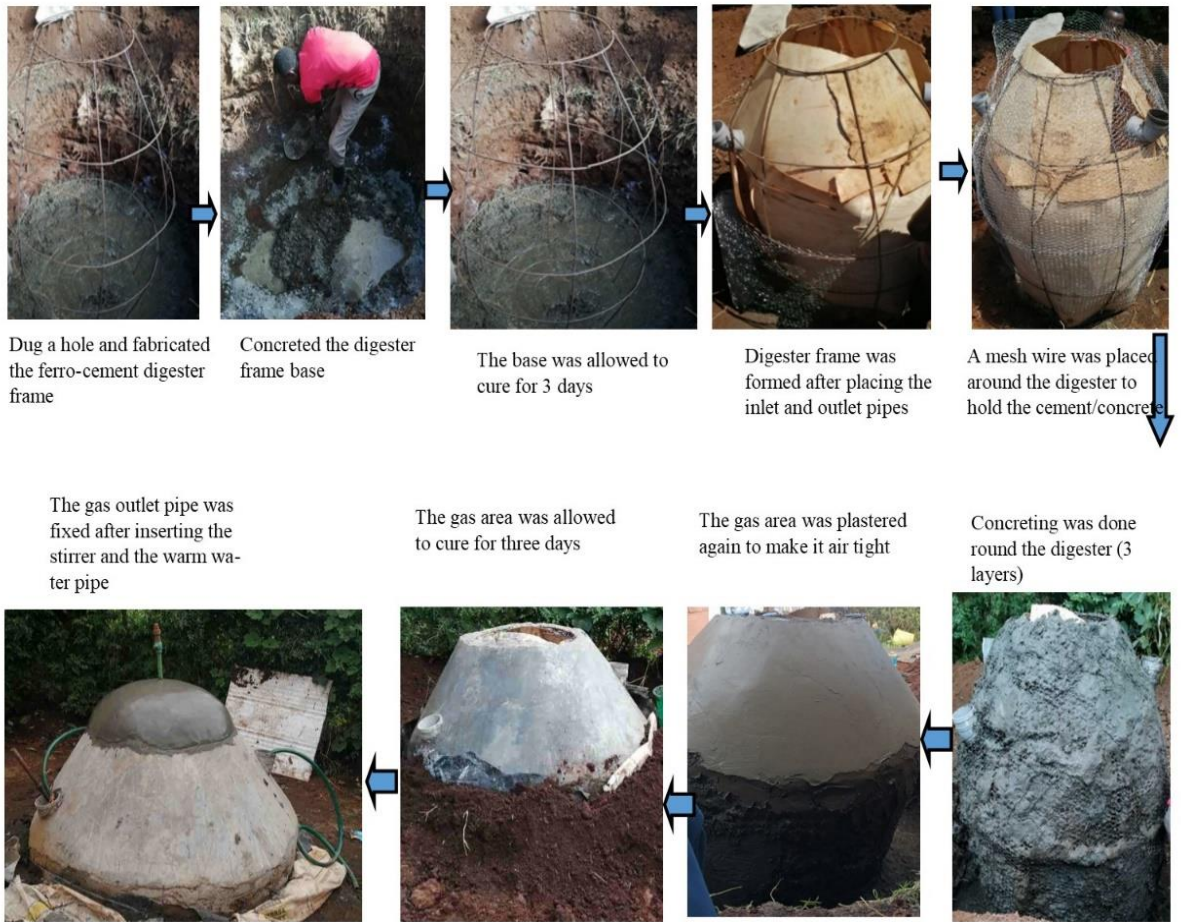 Dug a hole and fabricated
the ferro-cement digester
frame
Concreted the digester
frame base
The base was allowed to
cure for 3 days
Digester frame was
formed after placing the
inlet and outlet pipes
A mesh wire was placed
around the digester to
hold the cement/concrete
The gas outlet pipe was
fixed after inserting the
stirrer and the warm wa-
ter pipe
The gas area was allowed
to cure for three days
The gas area was plastered
again to make it air tight
Concreting was done
round the digester (3
layers)